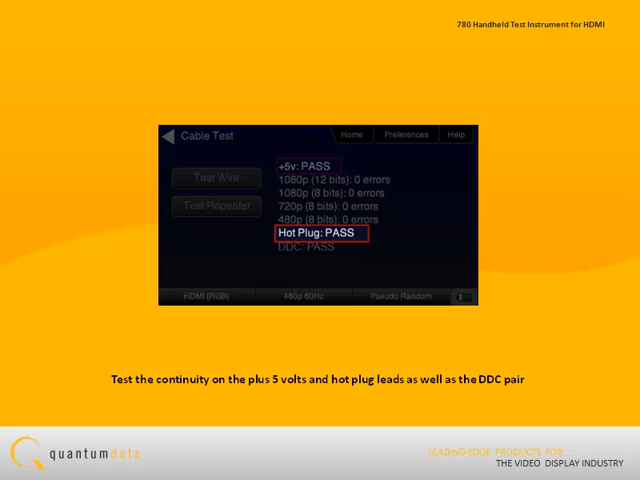 780 Handheld Test Instrument for HDMI
Cable Test
Home
Preferences
Help
Test Wire
Test Repeater
+5v: PASS
1080p (12 bits): 0 errors
1080p (8 bits): 0 errors
720p (8 bits): 0 errors
480p (8 bits): 0 errors
Hot Plug: PASS
DDC: PASS
HDMI (RGB)
480p 60Hz
Pseudo Random
Test the continuity on the plus 5 volts and hot plug leads as well as the DDC pair
quantumdata
LEADING-EDGE PRODUCTS FOR
THE VIDEO DISPLAY INDUSTRY